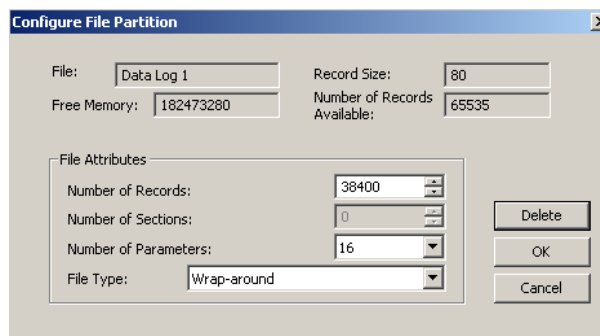 Configure File Partition
File: Data Log 1 Record Size: 80
Free Memory: 182473280 Number of Records Available: 65535
File Attributes
Number of Records: 38400
Number of Sections: 0
Number of Parameters: 16
File Type: Wrap-around
Delete
OK
Cancel